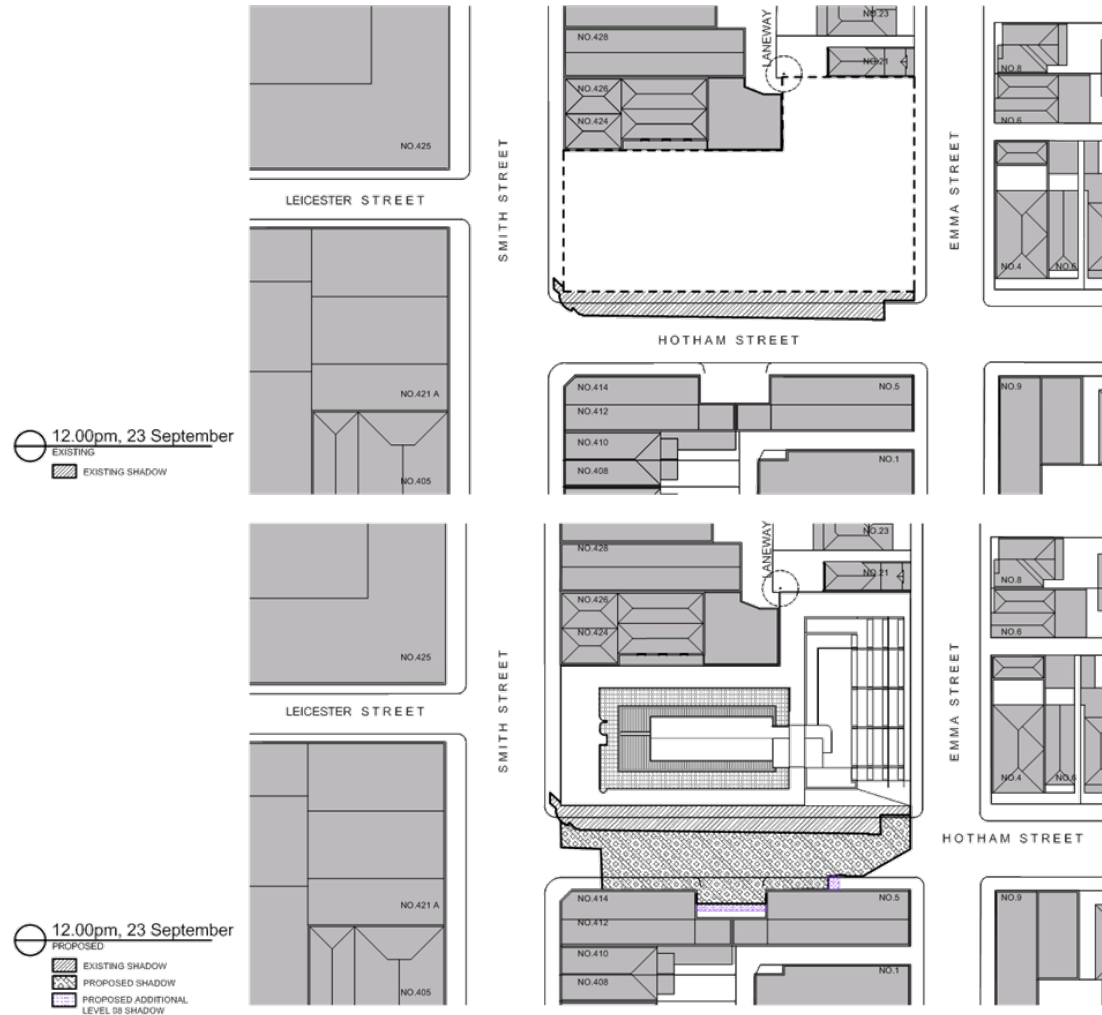 NO.23
NO.428
LANEWAY
NO.21
NO.8
NO.426
NO.424
NO.6
NO.425
SMITH STREET
EMMA STREET
LEICESTER STREET
NO.4
NO.6
HOTHAM STREET
NO.414
NO.5
NO.9
NO.421 A
NO.412
12.00pm, 23 September
EXISTING
EXISTING SHADOW
NO.410
NO.408
NO.1
NO.405
NO.23
NO.428
LANEWAY
NO.21
NO.8
NO.426
NO.424
NO.6
NO.425
SMITH STREET
EMMA STREET
LEICESTER STREET
NO.4
NO.6
HOTHAM STREET
NO.414
NO.5
NO.9
NO.421 A
NO.412
12.00pm, 23 September
PROPOSED
EXISTING SHADOW
PROPOSED SHADOW
PROPOSED ADDITIONAL
LEVEL 08 SHADOW
NO.410
NO.408
NO.1
NO.405